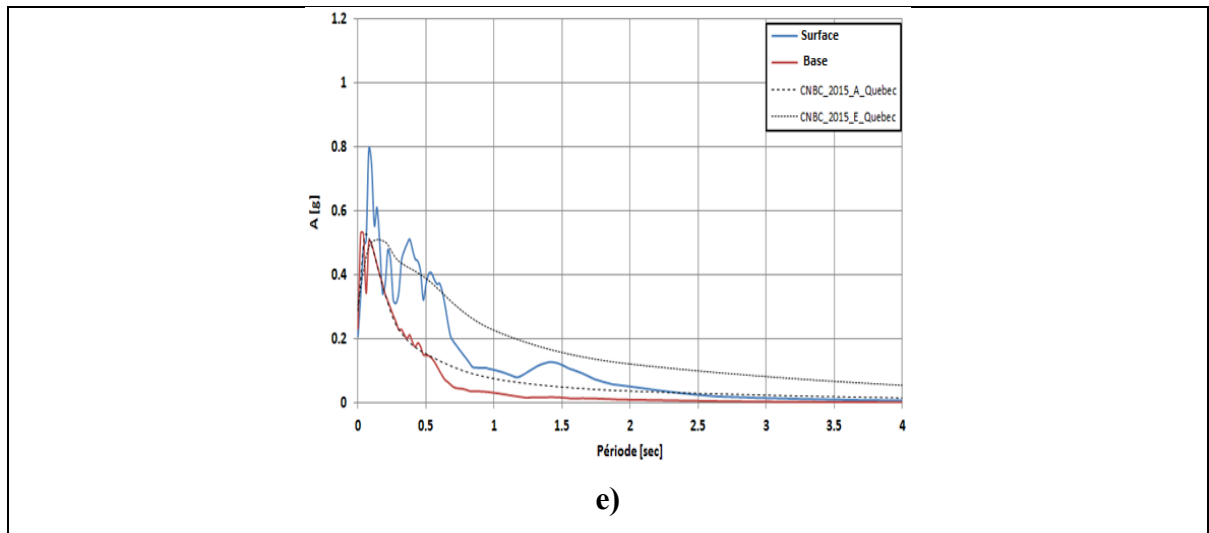 1.2
1
0.8
0.6
0.4
0.2
0
A [g]
0 0.5 1 1.5 2 2.5 3 3.5 4
Période [sec]
Surface
Base
CNBC_2015_A_Quebec
CNBC_2015_E_Quebec
e)